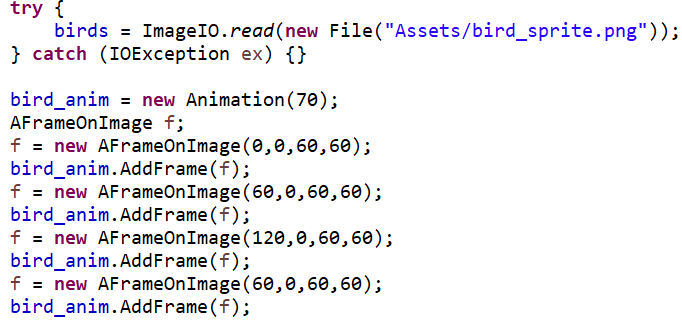 try {
    birds = ImageIO.read(new File("Assets/bird_sprite.png"));
} catch (IOException ex) {}

bird_anim = new Animation(70);
AFrameOnImage f;
f = new AFrameOnImage(0,0,60,60);
bird_anim.AddFrame(f);
f = new AFrameOnImage(60,0,60,60);
bird_anim.AddFrame(f);
f = new AFrameOnImage(120,0,60,60);
bird_anim.AddFrame(f);
f = new AFrameOnImage(60,0,60,60);
bird_anim.AddFrame(f);